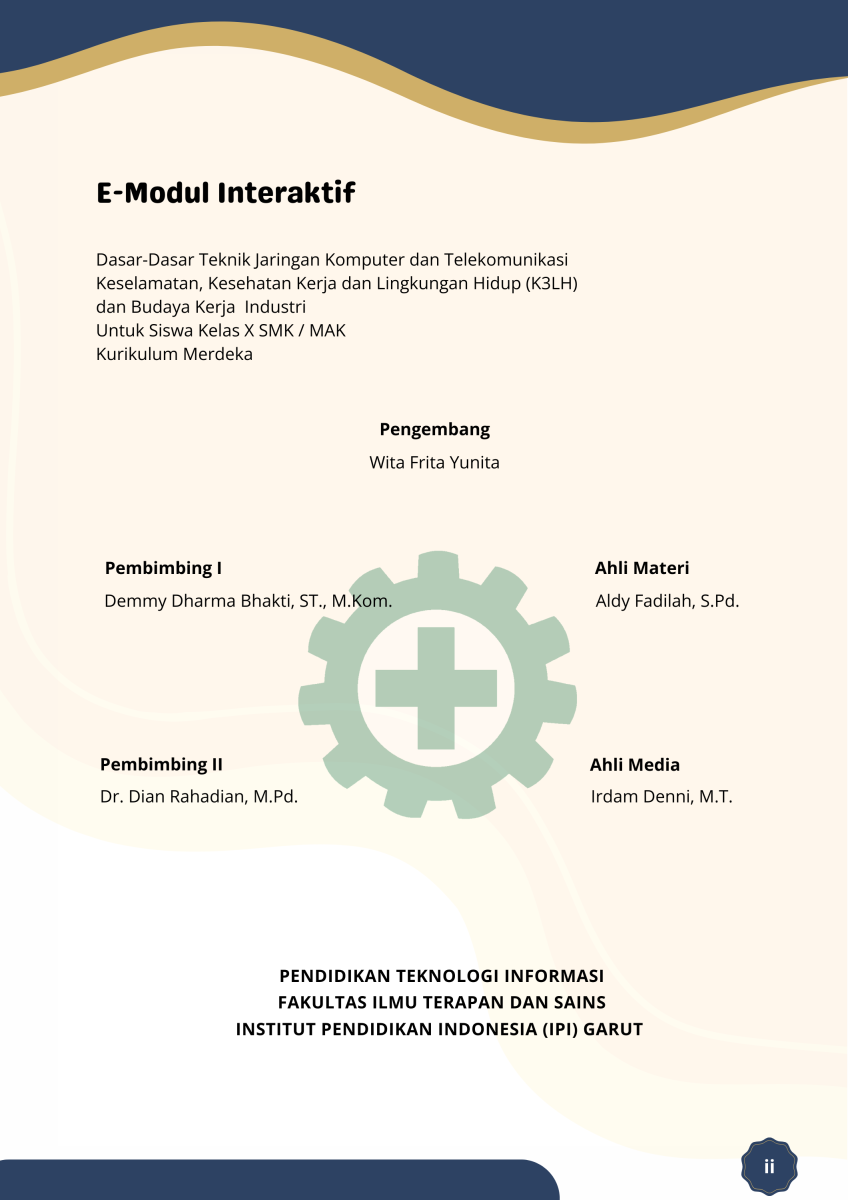 E-Modul Interaktif
Dasar-Dasar Teknik Jaringan Komputer dan Telekomunikasi
Keselamatan, Kesehatan Kerja dan Lingkungan Hidup (K3LH)
dan Budaya Kerja  Industri
Untuk Siswa Kelas X SMK / MAK
Kurikulum Merdeka
Pengembang
Wita Frita Yunita
Pembimbing I
Demmy Dharma Bhakti, ST., M.Kom.
Ahli Materi
Aldy Fadilah, S.Pd.
Pembimbing II
Dr. Dian Rahadian, M.Pd.
Ahli Media
Irdam Denni, M.T.
PENDIDIKAN TEKNOLOGI INFORMASI
FAKULTAS ILMU TERAPAN DAN SAINS
INSTITUT PENDIDIKAN INDONESIA (IPI) GARUT
ii